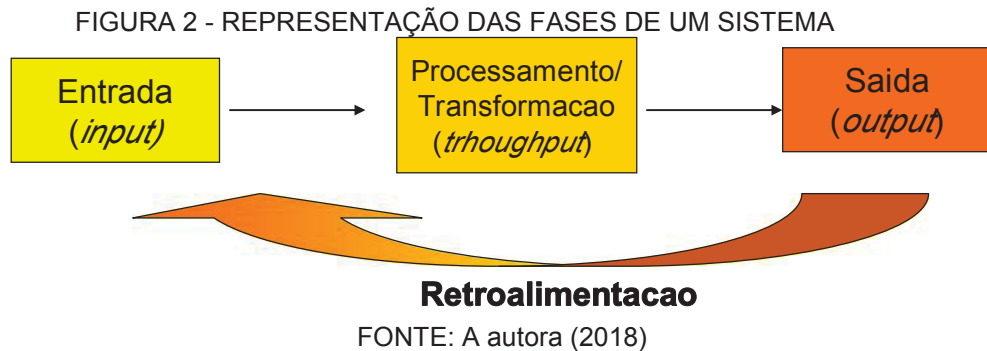 FIGURA 2 - REPRESENTAÇÃO DAS FASES DE UM SISTEMA
Entrada
(input)
Processamento/
Transformacao
(trhoughput)
Saida
(output)
Retroalimentacao
FONTE: A autora (2018)